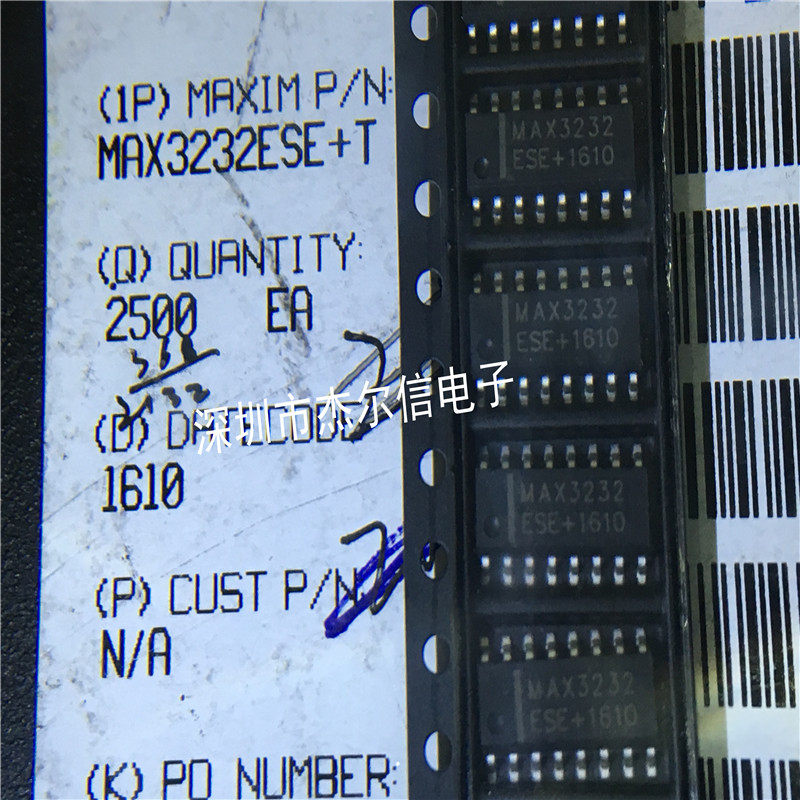 (1P) MAXIM P/N:
MAX3232ESE+T
(Q) QUANTITY:
2500 EA
(D) DATECODE
1610
(P) CUST P/N:
N/A
(K) PO NUMBER:
深圳市杰尔信电子
MAX3232
ESE+1610
MAX3232
ESE+1610
MAX3232
ESE+1610
MAX3232
ESE+1610